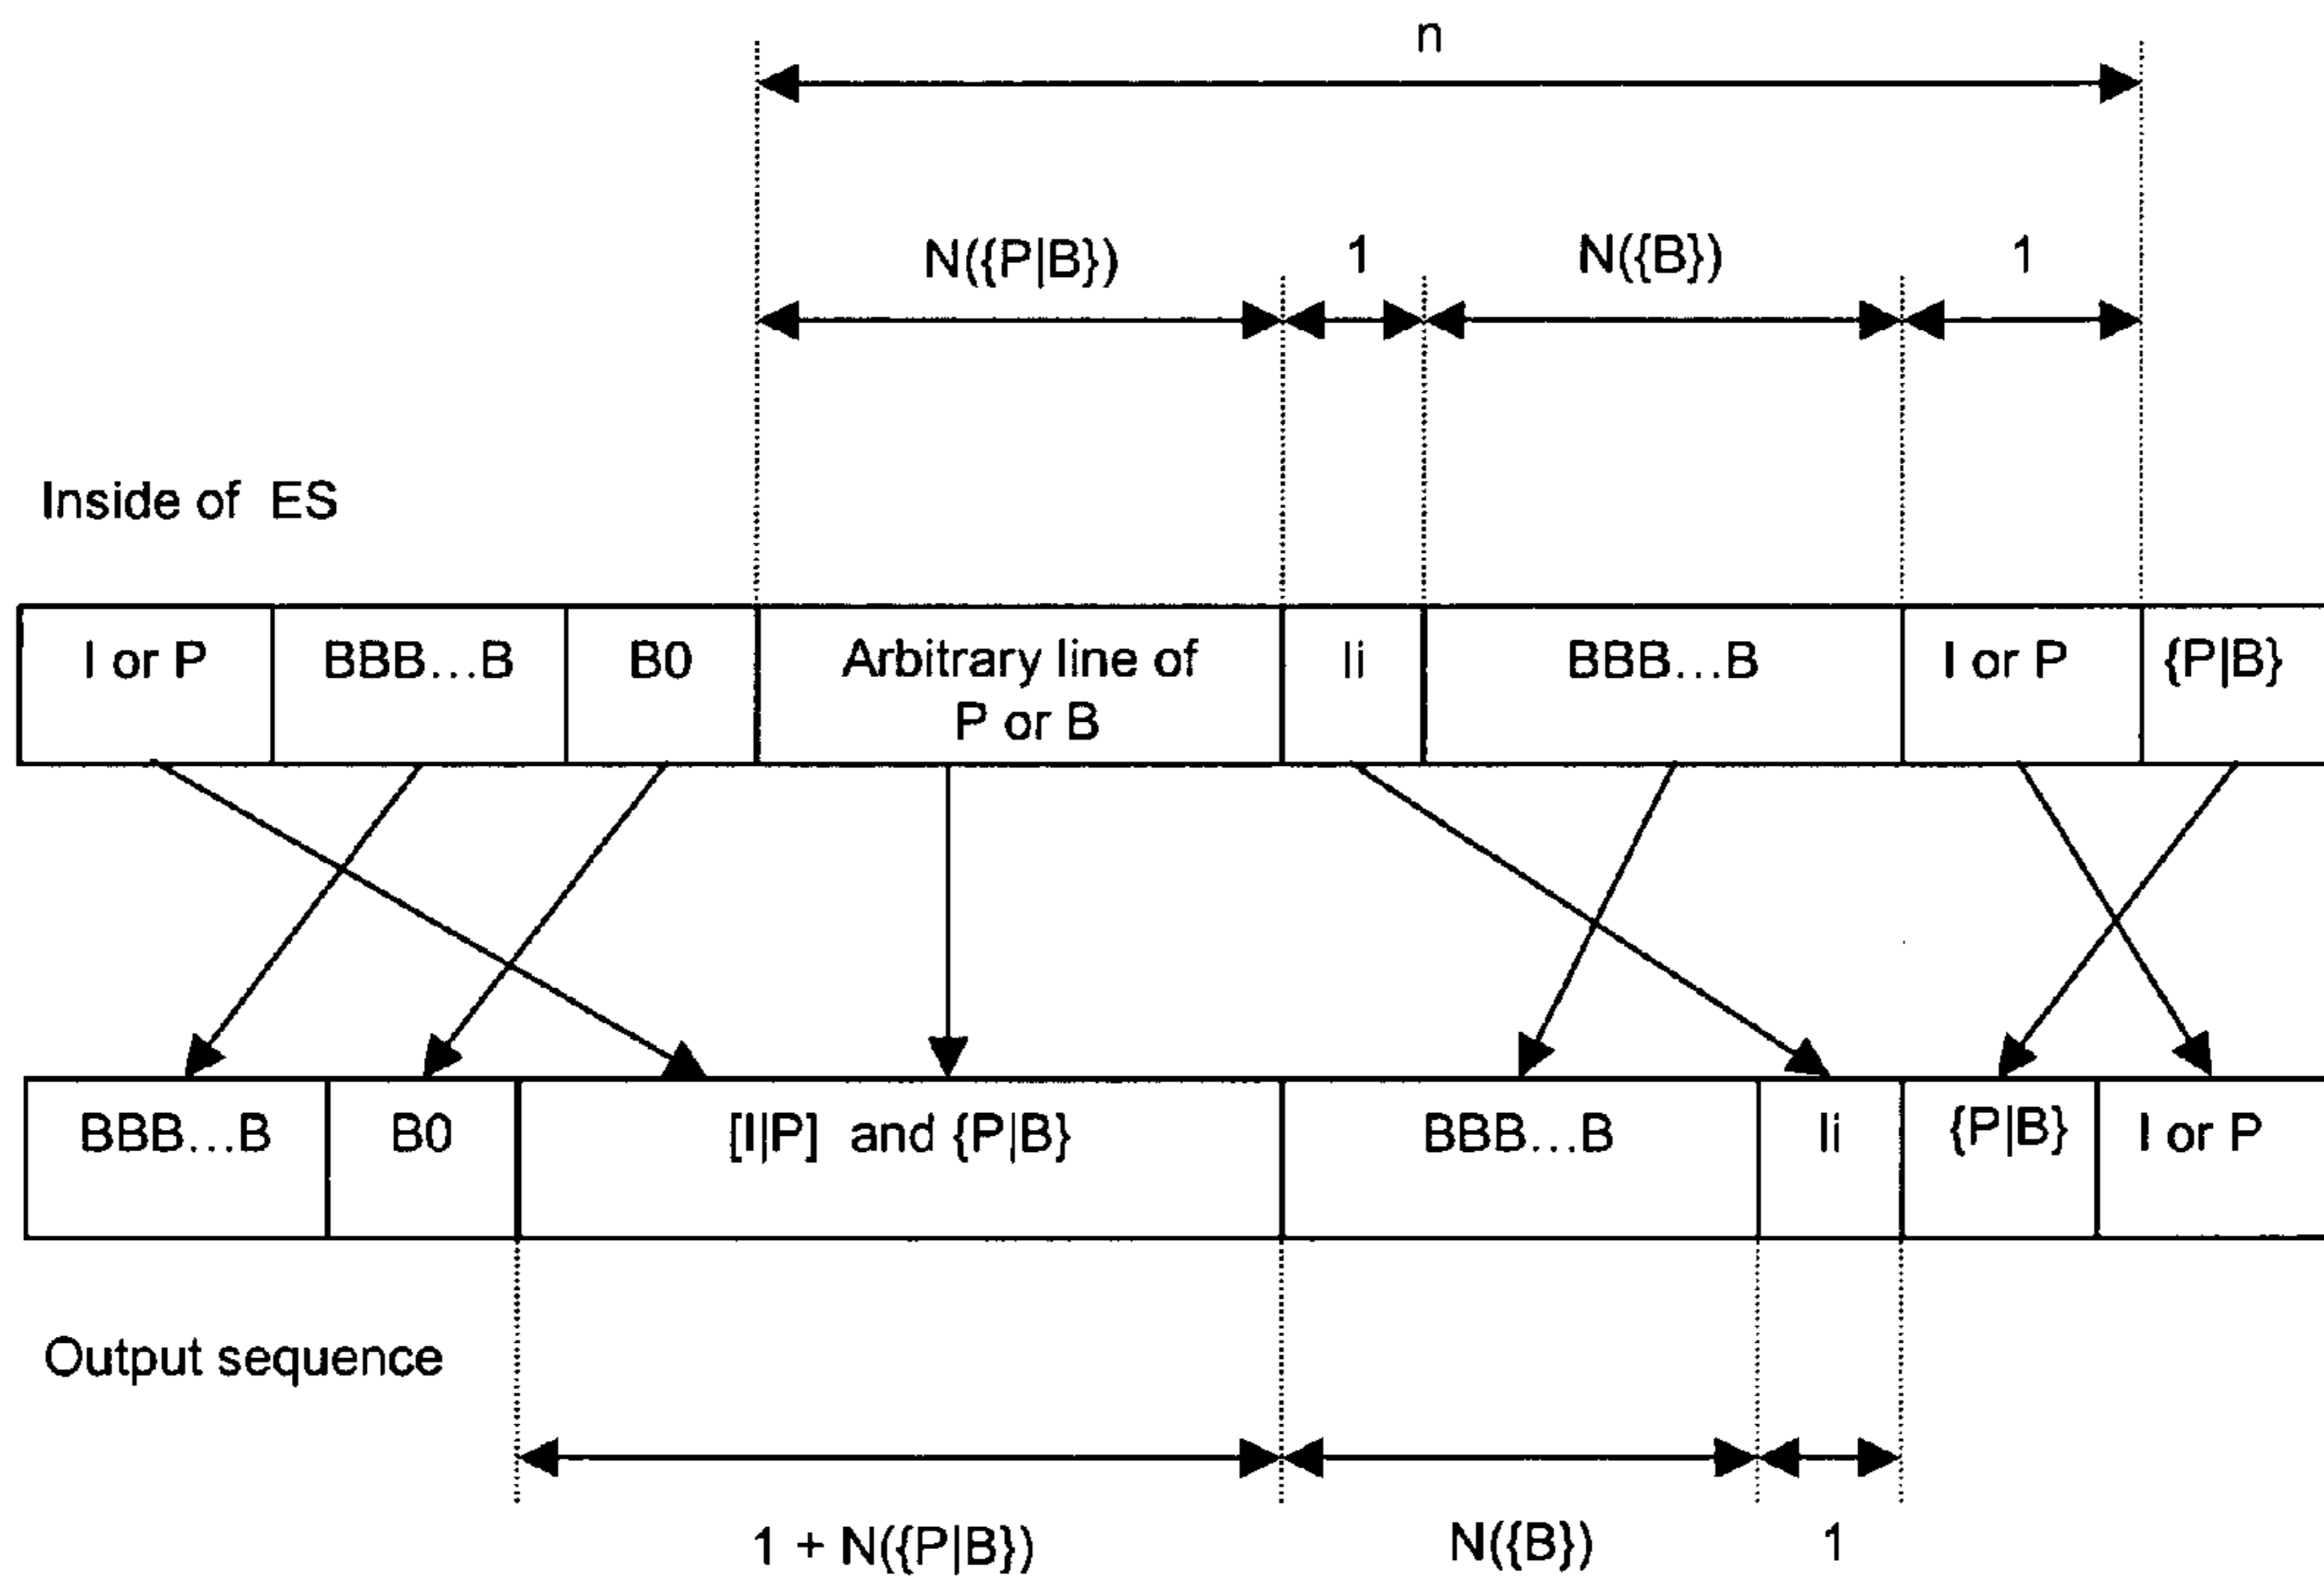 n
N({P|B})
1
N({B})
1
Inside of ES
I or P
BBB...B
B0
Arbitrary line of
P or B
Ii
BBB...B
I or P
{P|B}
BBB...B
B0
[I|P] and {P|B}
BBB...B
Ii
{P|B}
I or P
Output sequence
1 + N({P|B})
N({B})
1